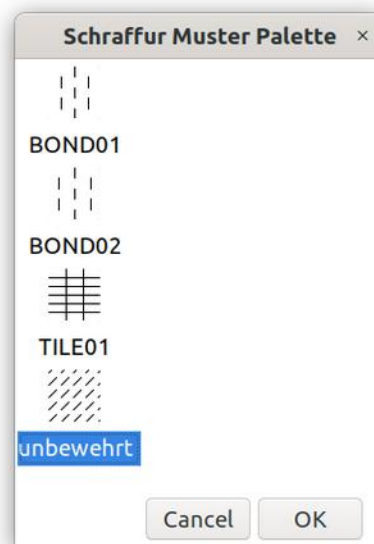 Schraffur Muster Palette ×
BOND01
BOND02
TILE01
unbewehrt
Cancel OK